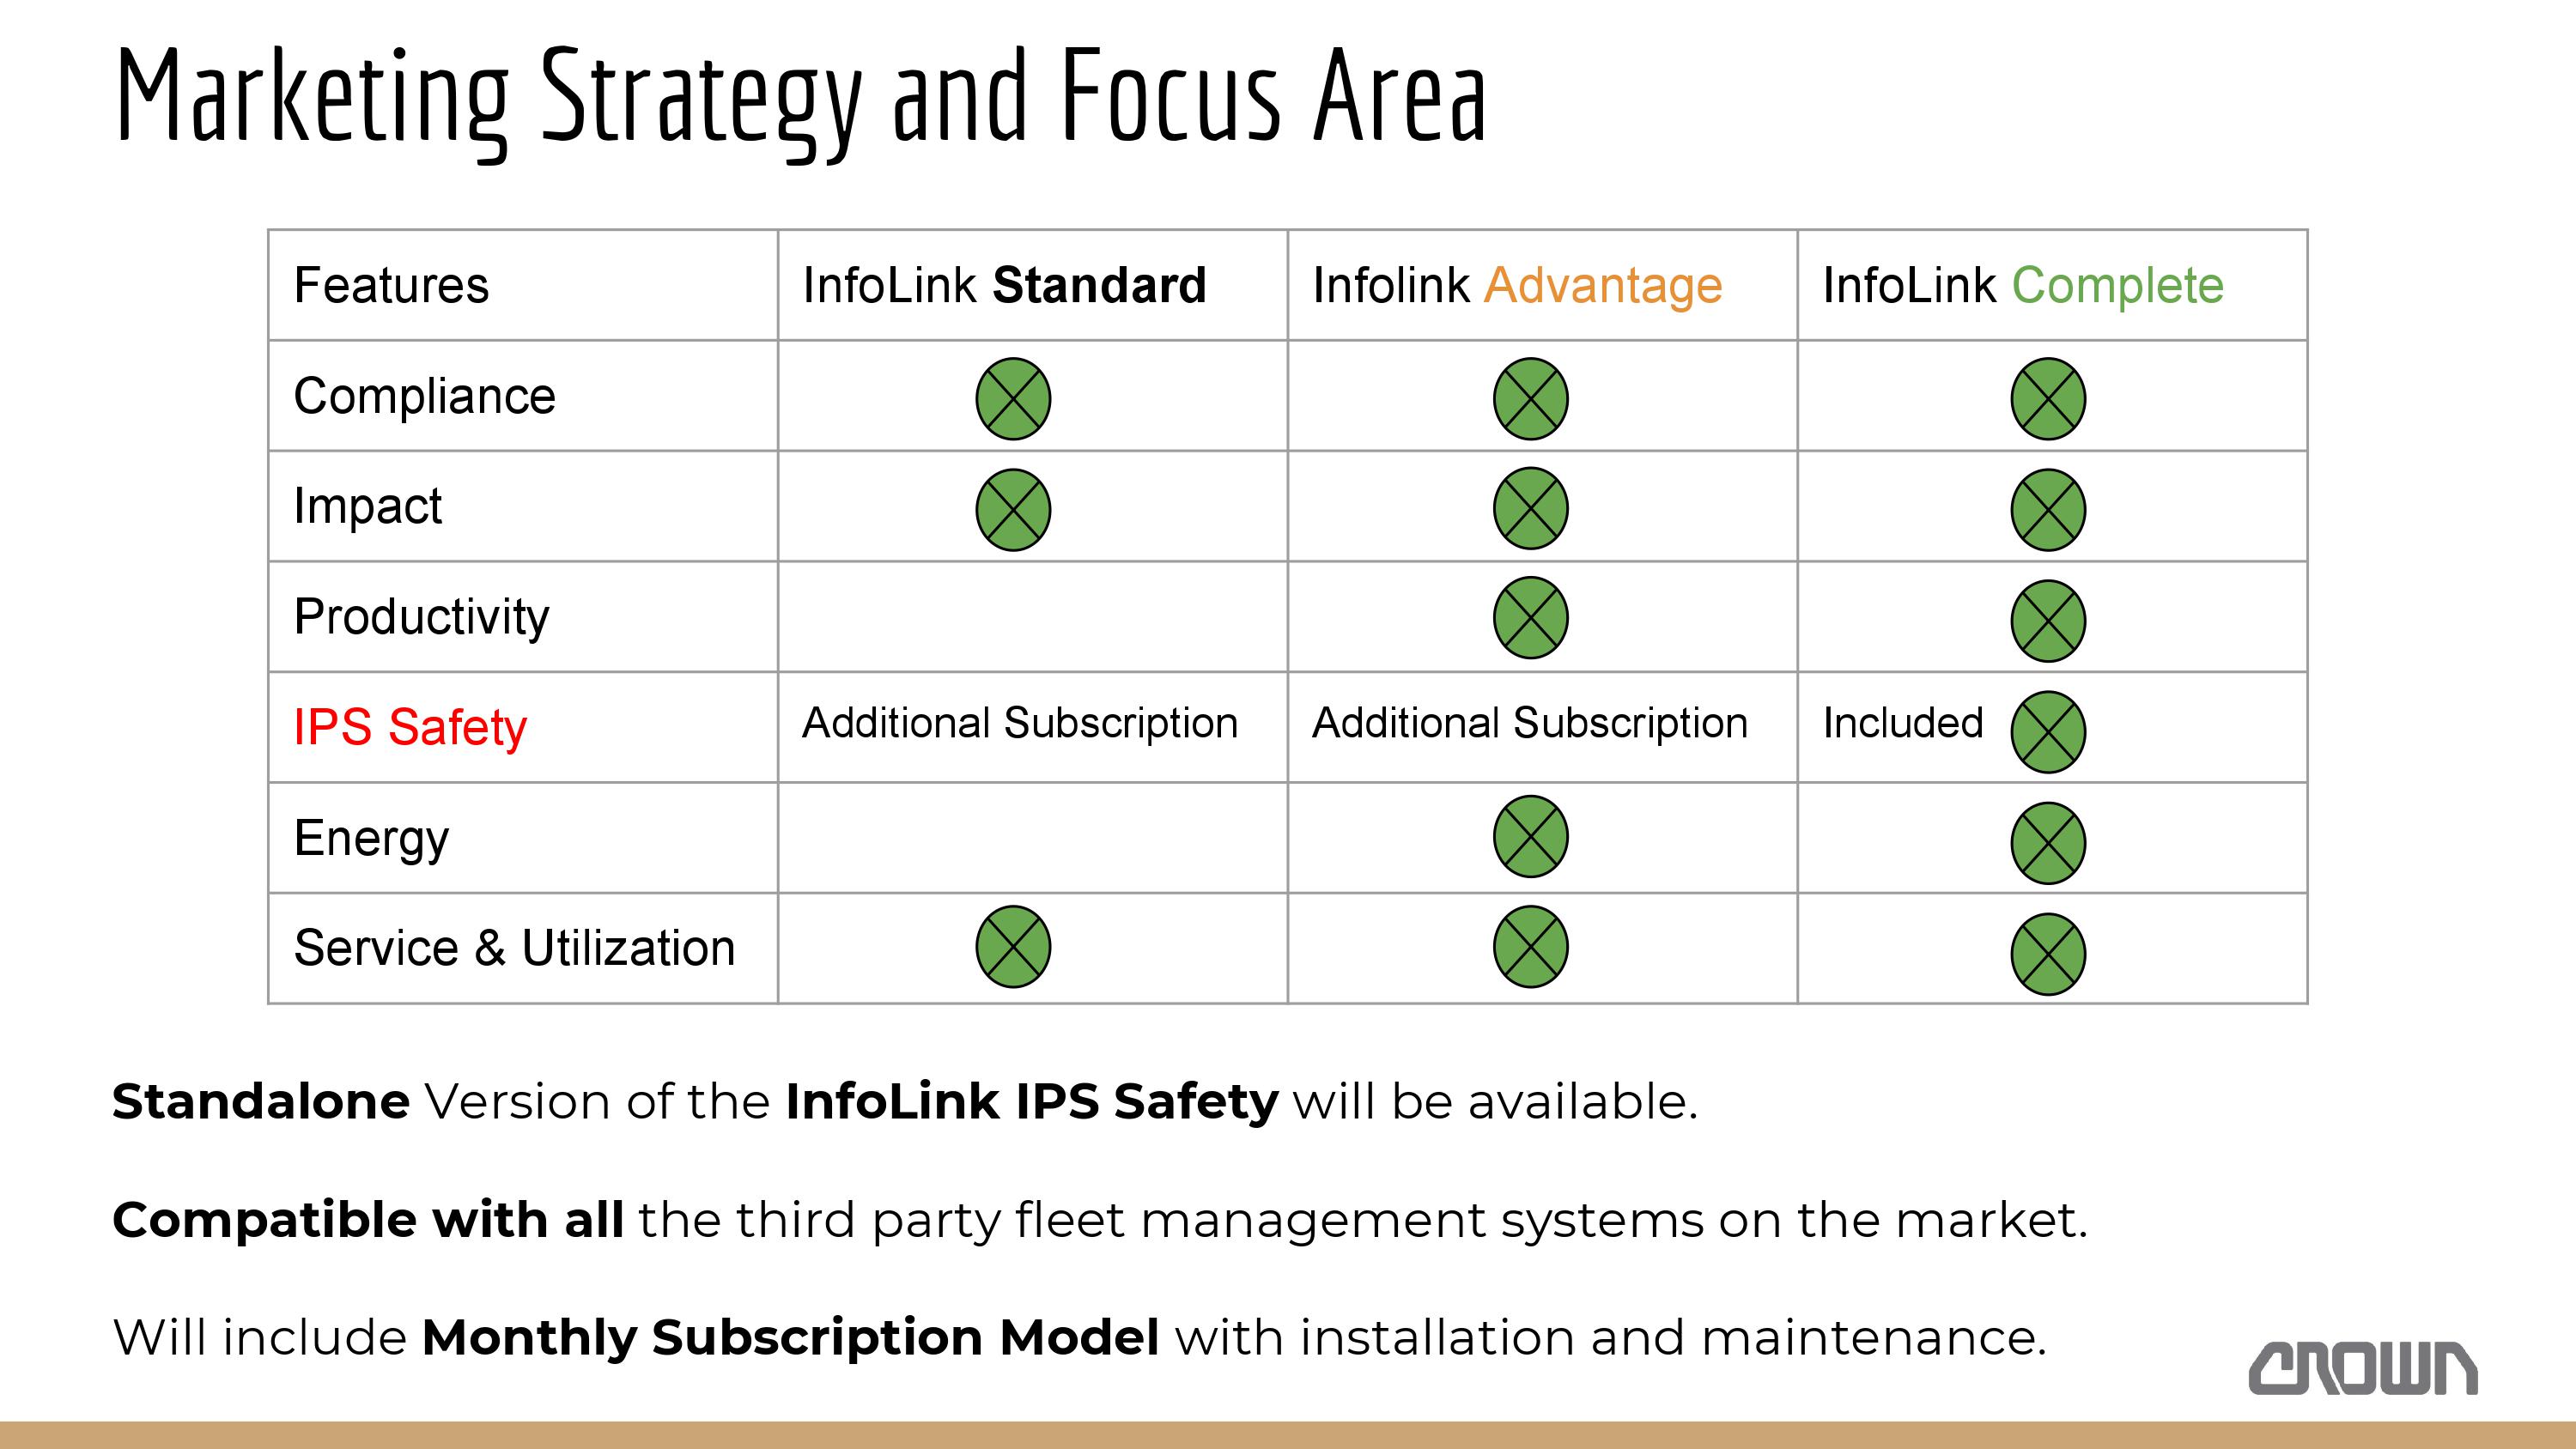 Marketing Strategy and Focus Area
Features InfoLink Standard Infolink Advantage InfoLink Complete
Compliance
Impact
Productivity
IPS Safety Additional Subscription Additional Subscription Included
Energy
Service & Utilization
Standalone Version of the InfoLink IPS Safety will be available.
Compatible with all the third party fleet management systems on the market.
Will include Monthly Subscription Model with installation and maintenance.
CROWN